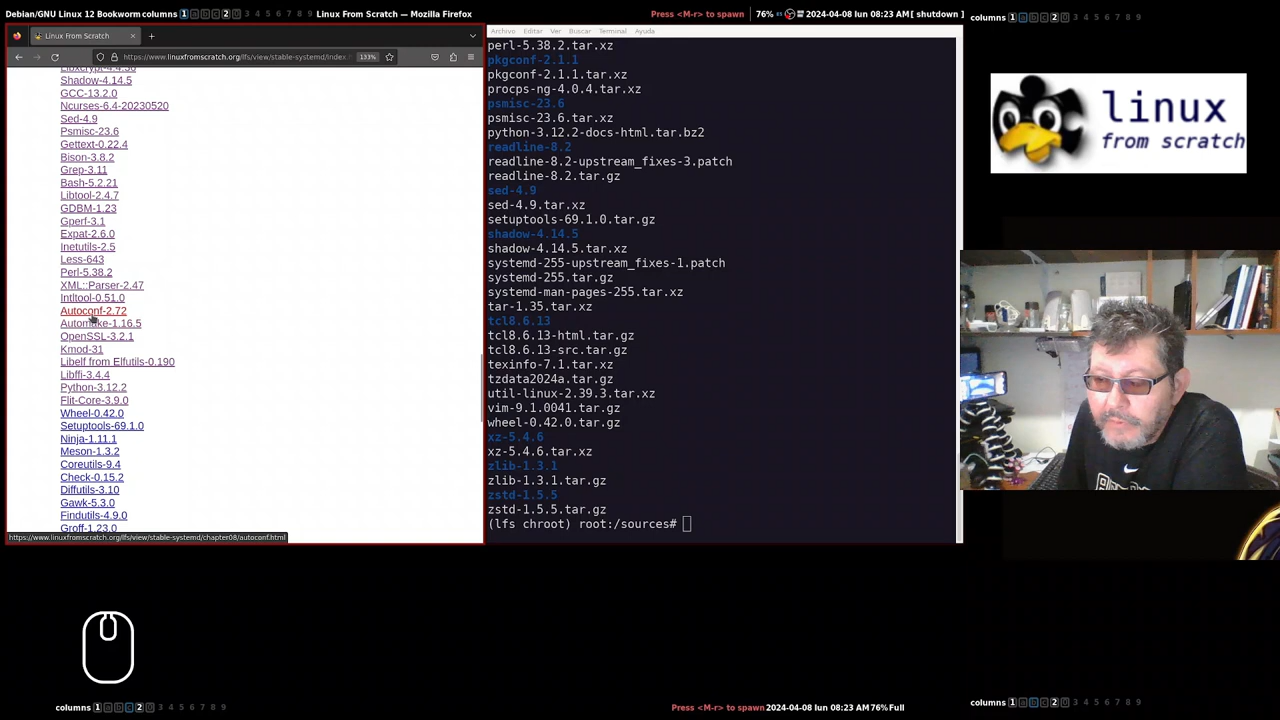 Debian/GNU Linux 12 Bookworm columns 1 a b c 2 0 3 4 5 6 7 8 9 Linux From Scratch — Mozilla Firefox
Press <M-r> to spawn 76% 2024-04-08 lun 08:23 AM [ shutdown ]
columns 1 a b c 2 0 3 4 5 6 7 8 9
Linux From Scratch
https://www.linuxfromscratch.org/lfs/view/stable-systemd/index
133%
Shadow-4.14.5
GCC-13.2.0
Ncurses-6.4-20230520
Sed-4.9
Psmisc-23.6
Gettext-0.22.4
Bison-3.8.2
Grep-3.11
Bash-5.2.21
Libtool-2.4.7
GDBM-1.23
Gperf-3.1
Expat-2.6.0
Inetutils-2.5
Less-643
Perl-5.38.2
XML::Parser-2.47
Intltool-0.51.0
Autoconf-2.72
Automake-1.16.5
OpenSSL-3.2.1
Kmod-31
Libelf from Elfutils-0.190
Libffi-3.4.4
Python-3.12.2
Flit-Core-3.9.0
Wheel-0.42.0
Setuptools-69.1.0
Ninja-1.11.1
Meson-1.3.2
Coreutils-9.4
Check-0.15.2
Diffutils-3.10
Gawk-5.3.0
Findutils-4.9.0
Groff-1.23.0
https://www.linuxfromscratch.org/lfs/view/stable-systemd/chapter08/autoconf.html
Archivo Editar Ver Buscar Terminal Ayuda
perl-5.38.2.tar.xz
pkgconf-2.1.1
pkgconf-2.1.1.tar.xz
procps-ng-4.0.4.tar.xz
psmisc-23.6
psmisc-23.6.tar.xz
python-3.12.2-docs-html.tar.bz2
readline-8.2
readline-8.2-upstream_fixes-3.patch
readline-8.2.tar.gz
sed-4.9
sed-4.9.tar.xz
setuptools-69.1.0.tar.gz
shadow-4.14.5
shadow-4.14.5.tar.xz
systemd-255-upstream_fixes-1.patch
systemd-255.tar.gz
systemd-man-pages-255.tar.xz
tar-1.35.tar.xz
tcl8.6.13
tcl8.6.13-html.tar.gz
tcl8.6.13-src.tar.gz
texinfo-7.1.tar.xz
tzdata2024a.tar.gz
util-linux-2.39.3.tar.xz
vim-9.1.0041.tar.gz
wheel-0.42.0.tar.gz
xz-5.4.6
xz-5.4.6.tar.xz
zlib-1.3.1
zlib-1.3.1.tar.gz
zstd-1.5.5
zstd-1.5.5.tar.gz
(lfs chroot) root:/sources#
linux
from scratch
columns 1 a b c 2 0 3 4 5 6 7 8 9
Press <M-r> to spawn 2024-04-08 lun 08:23 AM 76% Full
columns 1 a b c 2 0 3 4 5 6 7 8 9